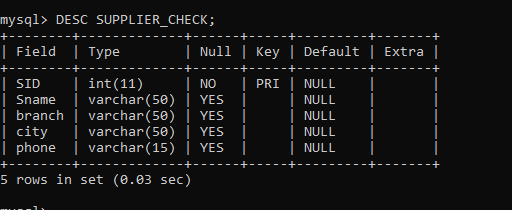 mysql> DESC SUPPLIER_CHECK;
+--------+-------------+------+-----+---------+-------+
| Field  | Type        | Null | Key | Default | Extra |
+--------+-------------+------+-----+---------+-------+
| SID    | int(11)     | NO   | PRI | NULL    |       |
| Sname  | varchar(50) | YES  |     | NULL    |       |
| branch | varchar(50) | YES  |     | NULL    |       |
| city   | varchar(50) | YES  |     | NULL    |       |
| phone  | varchar(15) | YES  |     | NULL    |       |
+--------+-------------+------+-----+---------+-------+
5 rows in set (0.03 sec)
mysql>